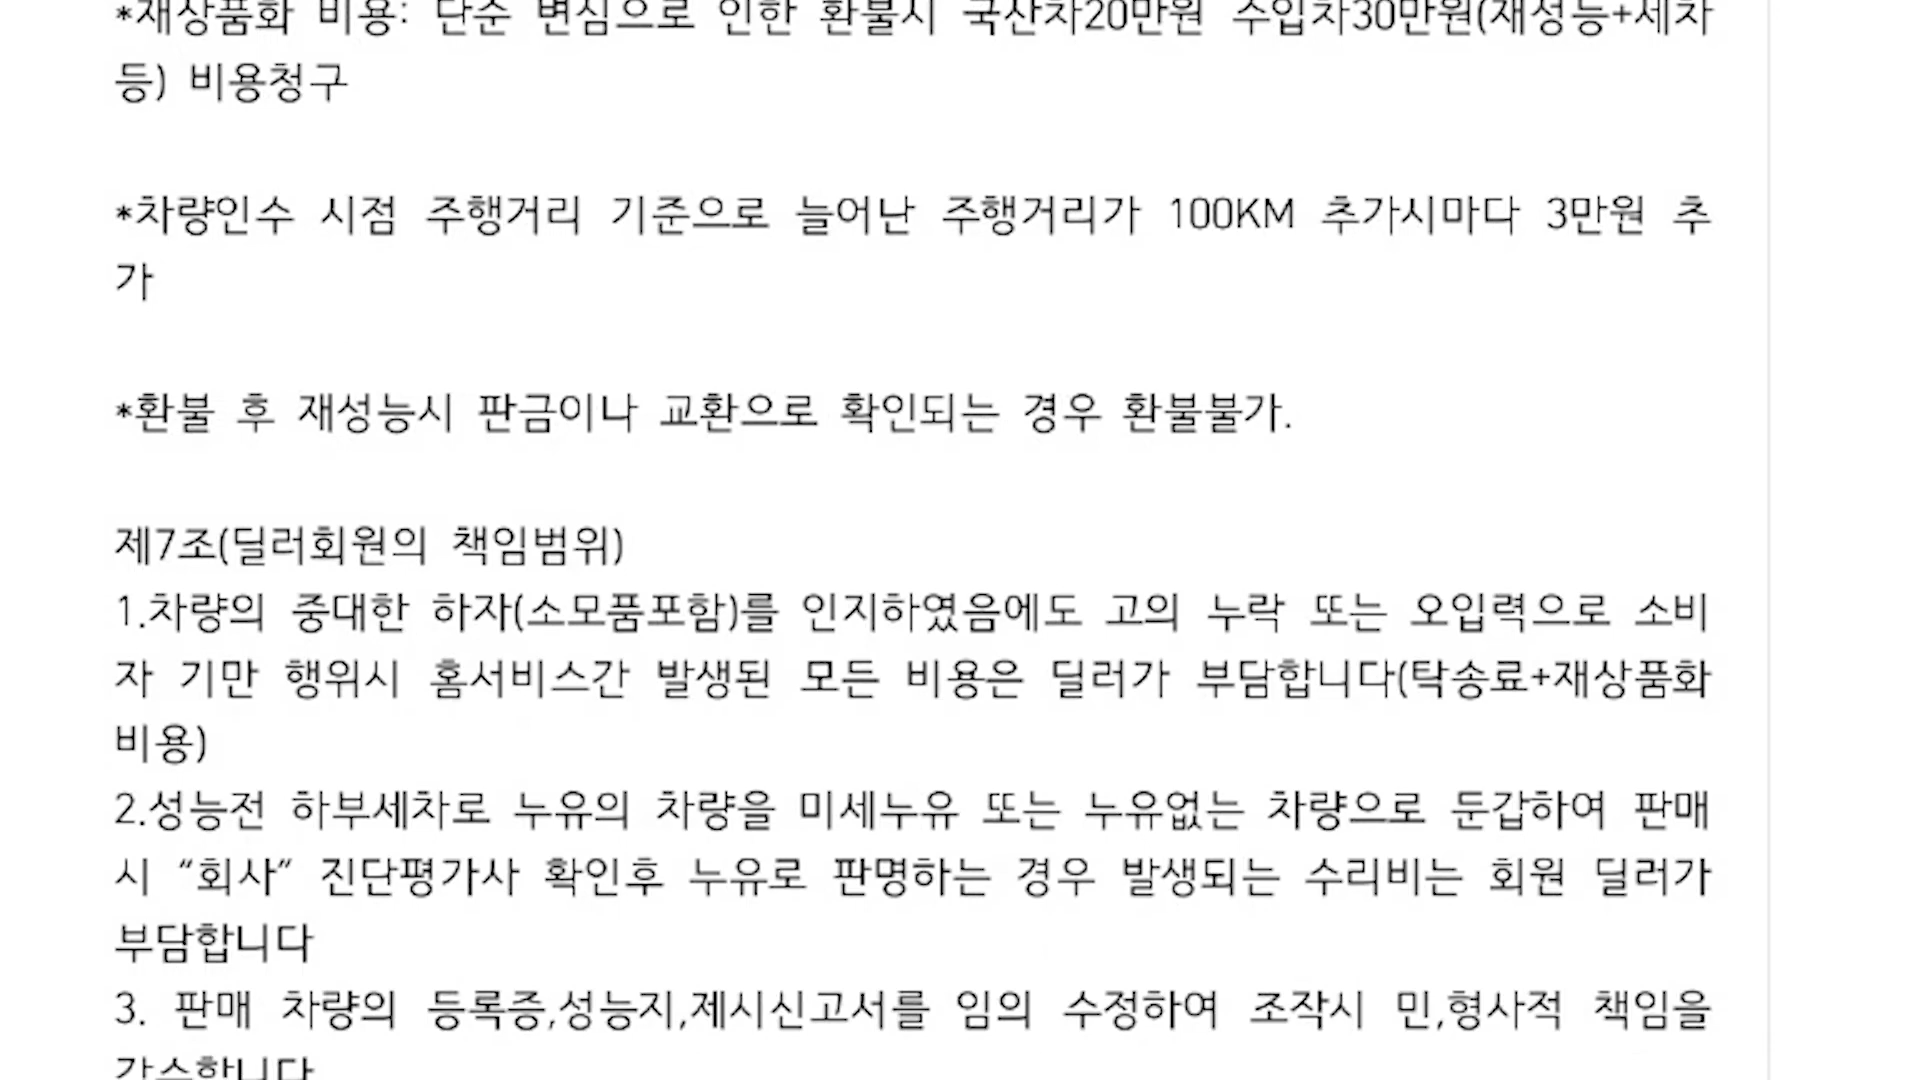 *재상품화 비용: 단순 변심으로 인한 환불시 국산차20만원 수입차30만원(재성능+세차
등) 비용청구
*차량인수 시점 주행거리 기준으로 늘어난 주행거리가 100KM 추가시마다 3만원 추
가
*환불 후 재성능시 판금이나 교환으로 확인되는 경우 환불불가.
제7조(딜러회원의 책임범위)
1.차량의 중대한 하자(소모품포함)를 인지하였음에도 고의 누락 또는 오입력으로 소비
자 기만 행위시 홈서비스간 발생된 모든 비용은 딜러가 부담합니다(탁송료+재상품화
비용)
2.성능전 하부세차로 누유의 차량을 미세누유 또는 누유없는 차량으로 둔갑하여 판매
시 “회사” 진단평가사 확인후 누유로 판명하는 경우 발생되는 수리비는 회원 딜러가
부담합니다
3. 판매 차량의 등록증,성능지,제시신고서를 임의 수정하여 조작시 민,형사적 책임을
감수합니다